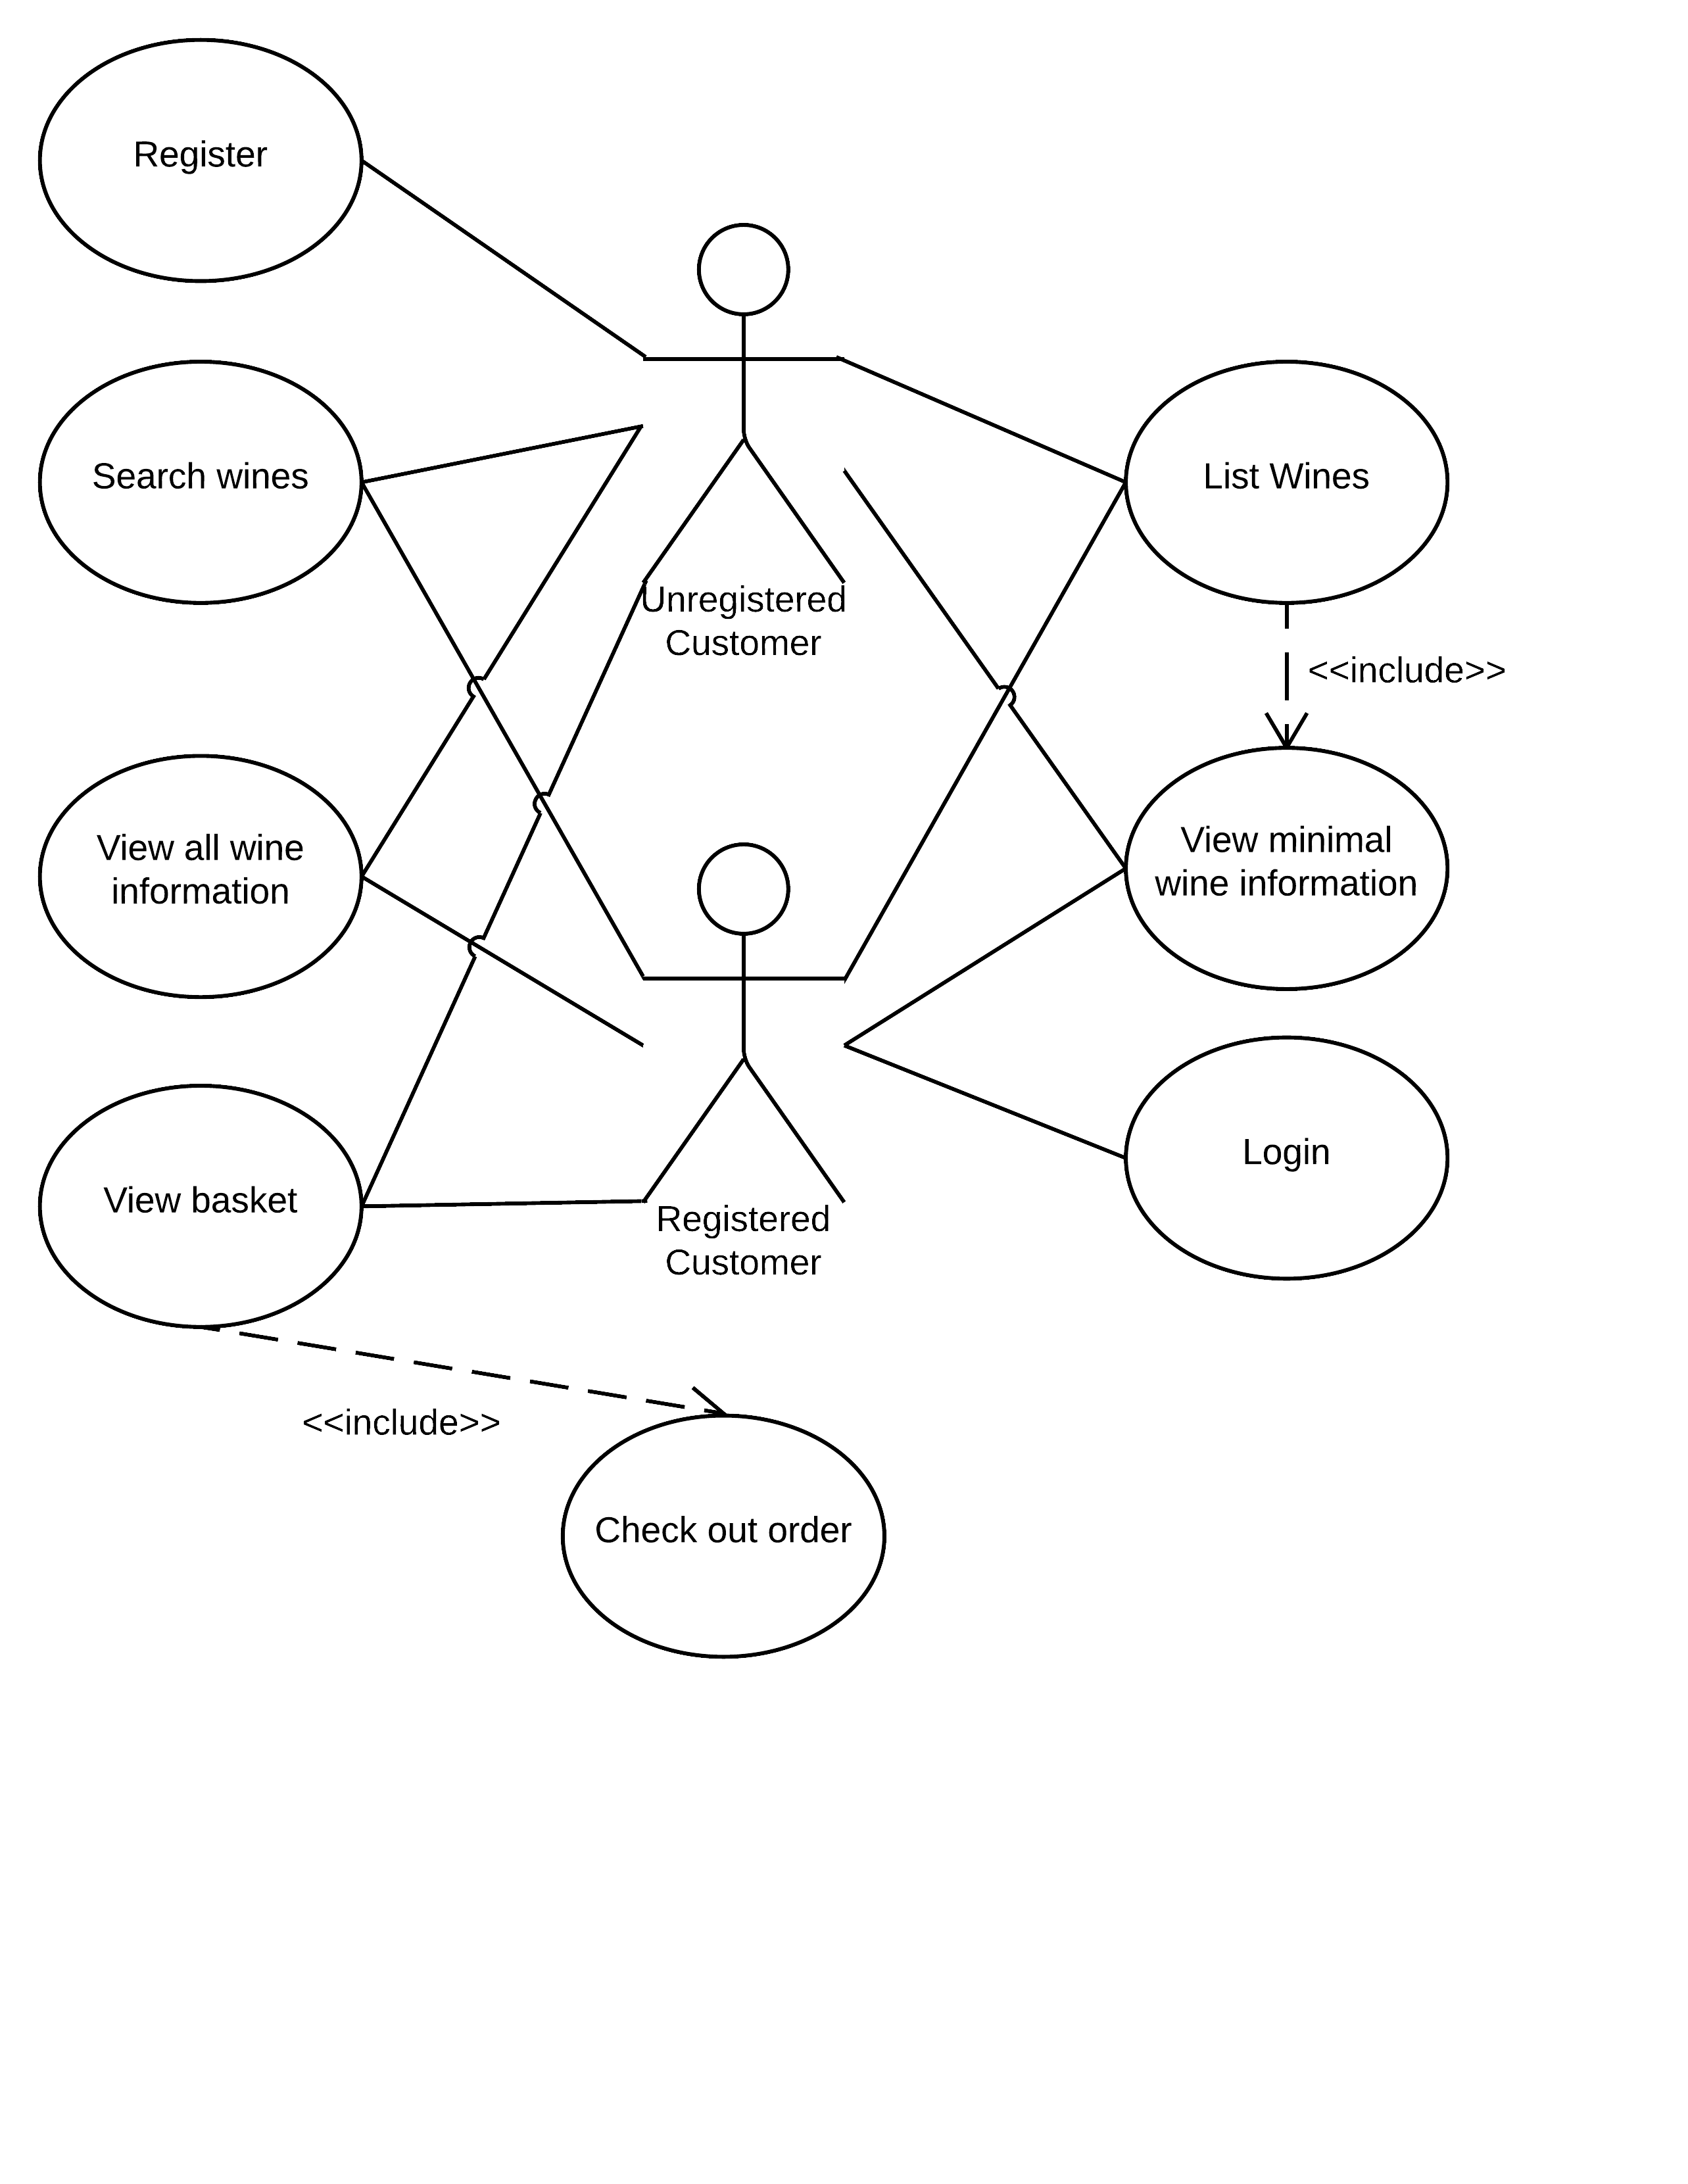 Register
Search wines
List Wines
Unregistered
Customer
<<include>>
View all wine
information
View minimal
wine information
View basket
Login
Registered
Customer
<<include>>
Check out order